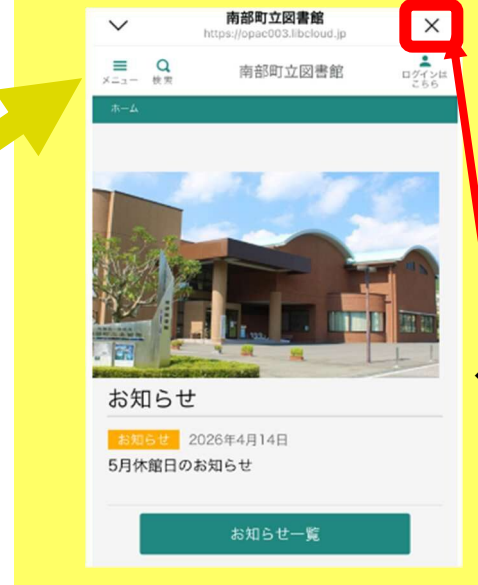 南部町立図書館
https://opac003.libcloud.jp
メニュー
検索
南部町立図書館
ログインは
こちら
ホーム
お知らせ
お知らせ 2026年4月14日
5月休館日のお知らせ
お知らせ一覧